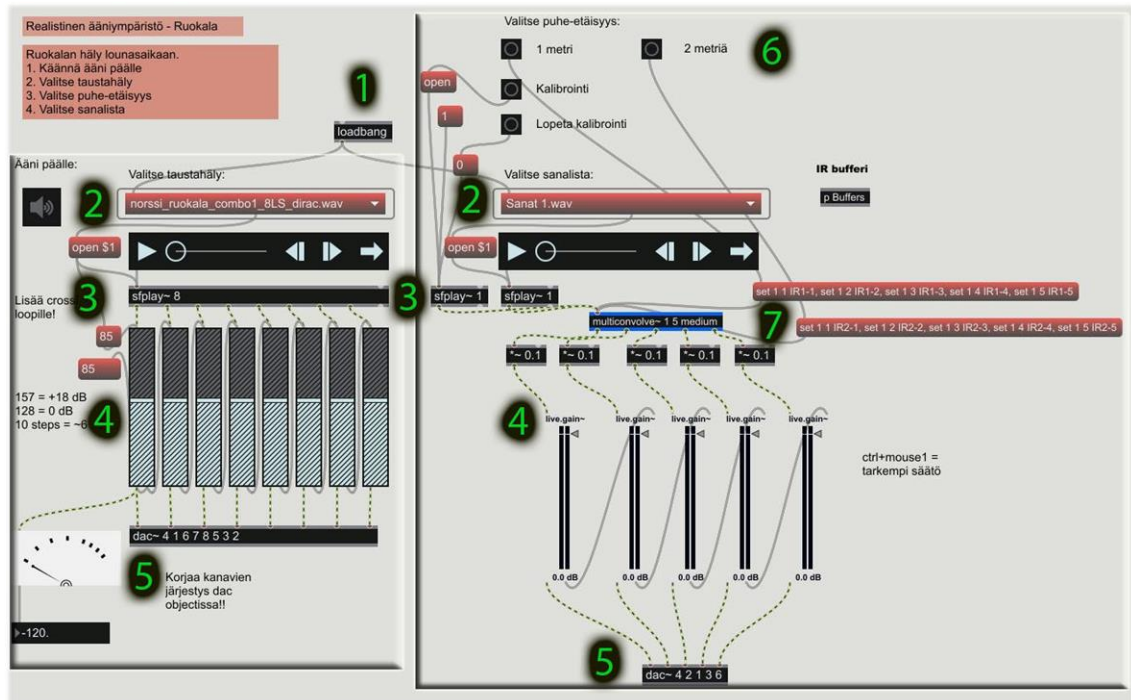 Realistinen ääniympäristö - Ruokala
Ruokalan häly lounasaikaan.
1. Käännä ääni päälle
2. Valitse taustahäly
3. Valitse puhe-etäisyys
4. Valitse sanalista
1
loadbang
Ääni päälle:
Valitse taustahäly:
2
norssi_ruokala_combo1_8LS_dirac.wav
open $1
3
sfplay~ 8
Lisää cross
loopille!
85
85
157 = +18 dB
128 = 0 dB
10 steps = ~6
4
dac~ 4 1 6 7 8 5 3 2
5
Korjaa kanavien
järjestys dac
objectissa!!
-120.
Valitse puhe-etäisyys:
1 metri
2 metriä
6
open
Kalibrointi
1
Lopeta kalibrointi
0
2
Valitse sanalista:
Sanat 1.wav
IR bufferi
p Buffers
open $1
3
sfplay~ 1
sfplay~ 1
set 1 1 IR1-1, set 1 2 IR1-2, set 1 3 IR1-3, set 1 4 IR1-4, set 1 5 IR1-5
multiconvolve~ 1 5 medium
7
set 1 1 IR2-1, set 1 2 IR2-2, set 1 3 IR2-3, set 1 4 IR2-4, set 1 5 IR2-5
*~ 0.1
*~ 0.1
*~ 0.1
*~ 0.1
*~ 0.1
4
live.gain~
live.gain~
live.gain~
live.gain~
live.gain~
ctrl+mouse1 =
tarkempi säätö
0.0 dB
0.0 dB
0.0 dB
0.0 dB
0.0 dB
5
dac~ 4 2 1 3 6